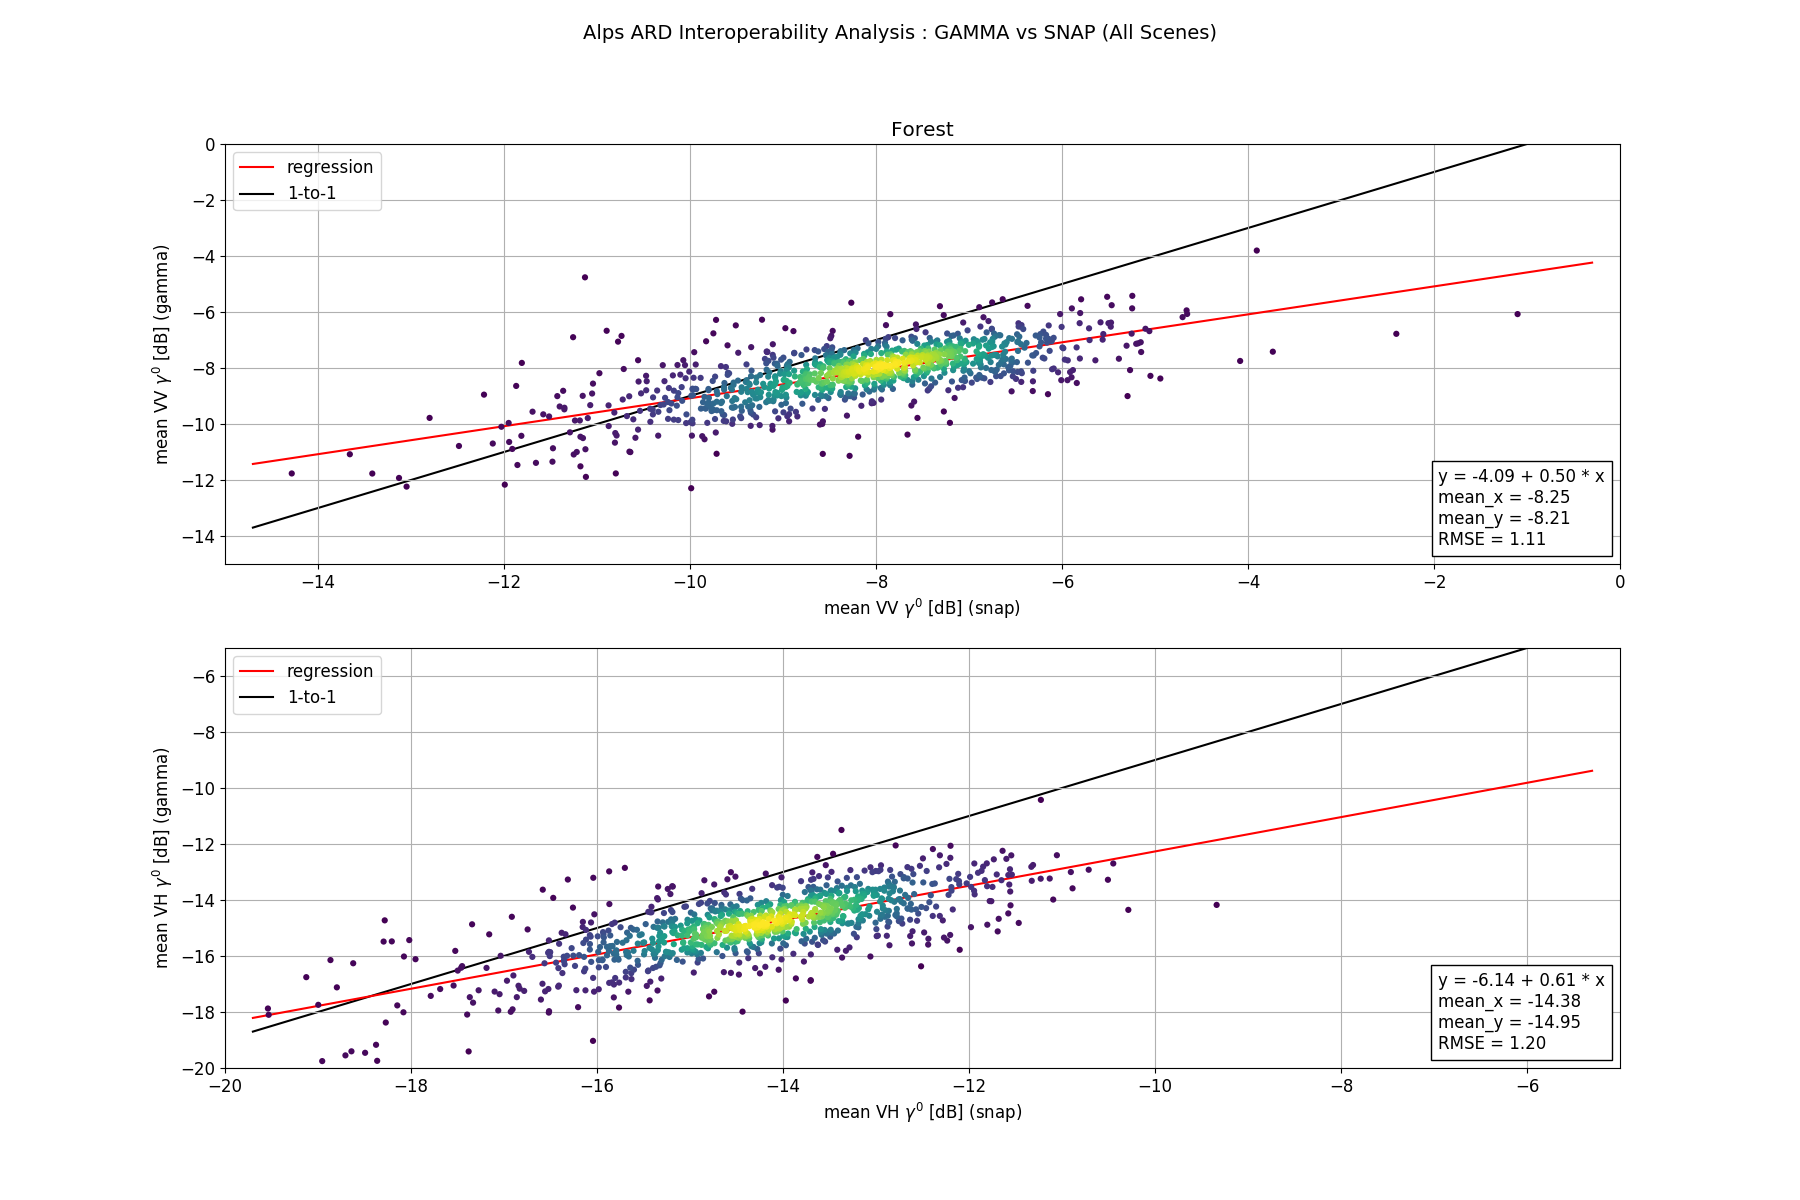 Alps ARD Interoperability Analysis : GAMMA vs SNAP (All Scenes)
Forest
regression
1-to-1
0
−2
−4
−6
−8
−10
−12
−14
mean VV γ⁰ [dB] (gamma)
y = -4.09 + 0.50 * x
mean_x = -8.25
mean_y = -8.21
RMSE = 1.11
−14 −12 −10 −8 −6 −4 −2 0
mean VV γ⁰ [dB] (snap)
regression
1-to-1
−6
−8
−10
−12
−14
−16
−18
−20
mean VH γ⁰ [dB] (gamma)
y = -6.14 + 0.61 * x
mean_x = -14.38
mean_y = -14.95
RMSE = 1.20
−20 −18 −16 −14 −12 −10 −8 −6
mean VH γ⁰ [dB] (snap)